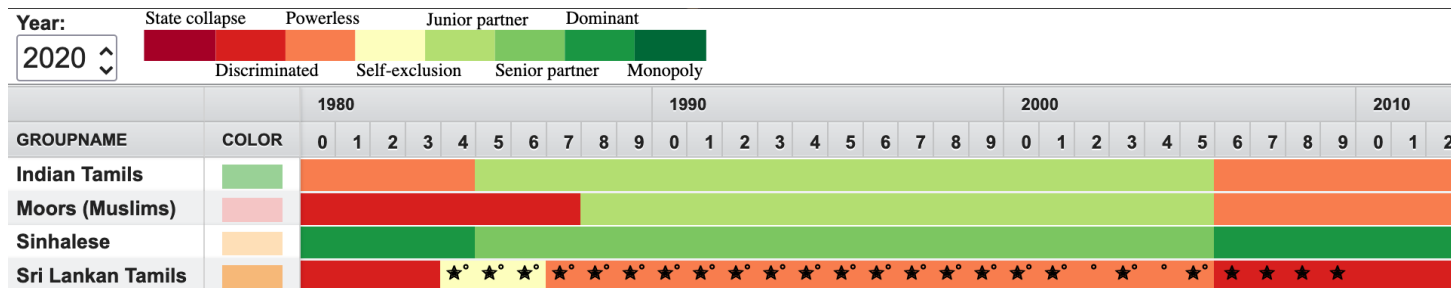 Year:
2020
State collapse Powerless Junior partner Dominant
Discriminated Self-exclusion Senior partner Monopoly
1980 1990 2000 2010
GROUPNAME COLOR 0 1 2 3 4 5 6 7 8 9 0 1 2 3 4 5 6 7 8 9 0 1 2 3 4 5 6 7 8 9 0 1 2
Indian Tamils
Moors (Muslims)
Sinhalese
Sri Lankan Tamils